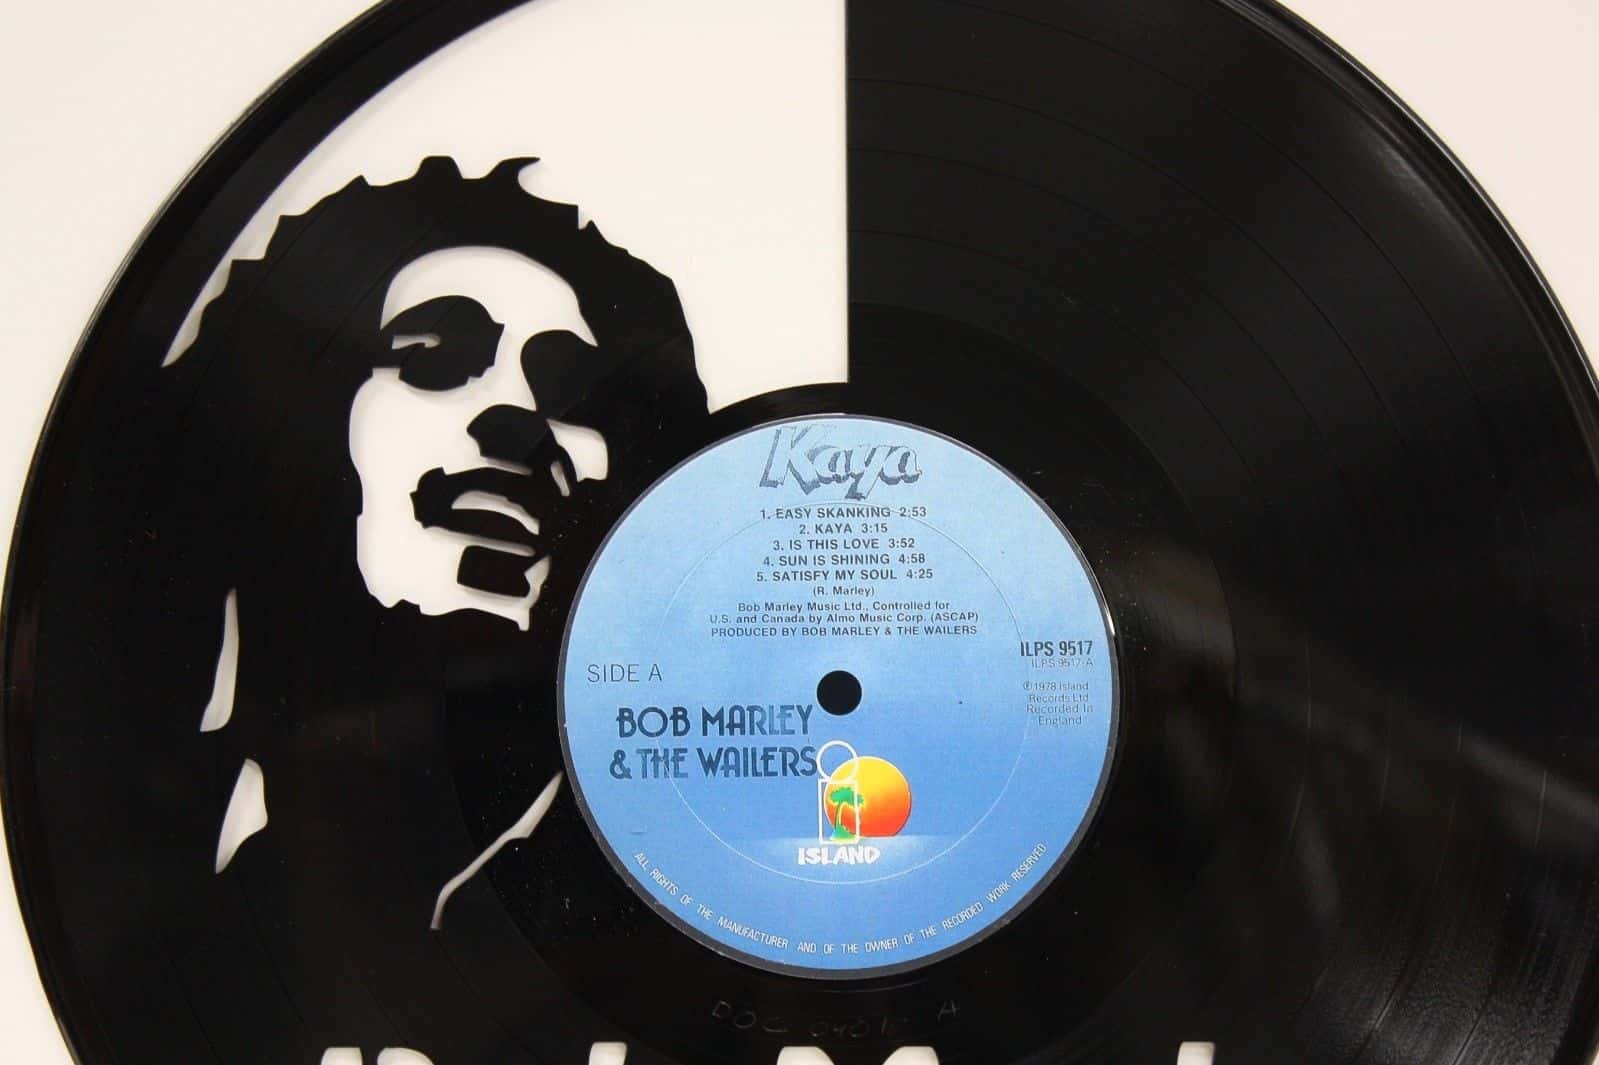 Kaya
1. EASY SKANKING 2:53
2. KAYA 3:15
3. IS THIS LOVE 3:52
4. SUN IS SHINING 4:58
5. SATISFY MY SOUL 4:25
(R. Marley)
Bob Marley Music Ltd., Controlled for
U.S. and Canada by Almo Music Corp. (ASCAP)
PRODUCED BY BOB MARLEY & THE WAILERS
ILPS 9517
ILPS 9517-A
SIDE A
℗1978 Island
Records Ltd
Recorded In
England
BOB MARLEY
& THE WAILERS
ISLAND
ALL RIGHTS OF THE MANUFACTURER AND OF THE OWNER OF THE RECORDED WORK RESERVED